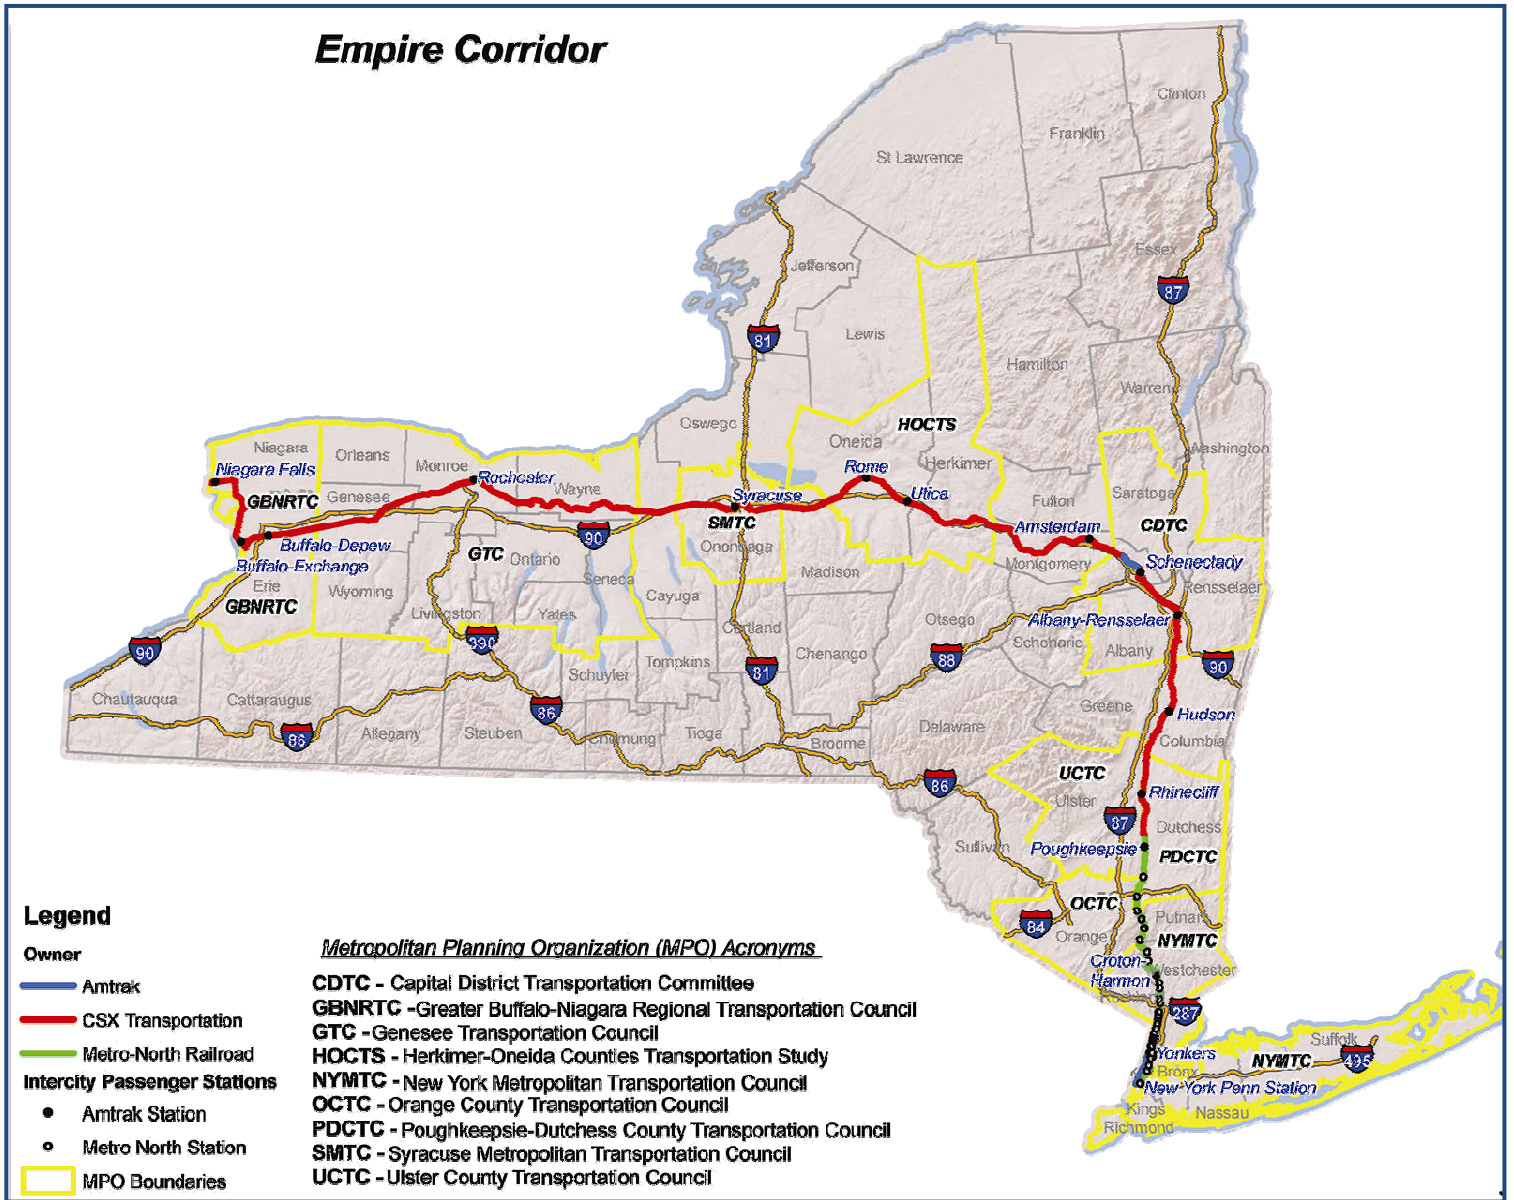 Empire Corridor
Clinton
Franklin
St Lawrence
Essex
87
Jefferson
81
Lewis
Hamilton
Warren
Oswego
HOCTS
Oneida
Washington
Niagara
Orleans
Monroe
Herkimer
Niagara Falls
Rome
Wayne
Genesee
GBNRTC
Syracuse
Utica
Fulton
Saratoga
SMTC
Amsterdam
CDTC
90
Buffalo-Depew
GTC
Ontario
Onondaga
Buffalo-Exchange
Montgomery
Schenectady
Erie
Wyoming
Seneca
Madison
Rensselaer
GBNRTC
Livingston
Yates
Cayuga
Otsego
Albany-Rensselaer
Cortland
390
90
Chenango
88
Schoharie
Albany
Tompkins
81
90
Schuyler
Chautauqua
Cattaraugus
86
Greene
Hudson
86
Allegany
Steuben
Chemung
Tioga
Broome
Delaware
Columbia
UCTC
86
Ulster
Rhinecliff
87
Dutchess
Sullivan
Poughkeepsie
PDCTC
OCTC
84
Putnam
Orange
NYMTC
Croton-
Harmon
Westchester
287
Suffolk
Yonkers
NYMTC
495
Bronx
New York Penn Station
Kings
Nassau
Richmond
Legend
Owner
Amtrak
CSX Transportation
Metro-North Railroad
Intercity Passenger Stations
Amtrak Station
Metro North Station
MPO Boundaries
Metropolitan Planning Organization (MPO) Acronyms
CDTC - Capital District Transportation Committee
GBNRTC -Greater Buffalo-Niagara Regional Transportation Council
GTC -Genesee Transportation Council
HOCTS - Herkimer-Oneida Counties Transportation Study
NYMTC - New York Metropolitan Transportation Council
OCTC - Orange County Transportation Council
PDCTC - Poughkeepsie-Dutchess County Transportation Council
SMTC - Syracuse Metropolitan Transportation Council
UCTC - Ulster County Transportation Council